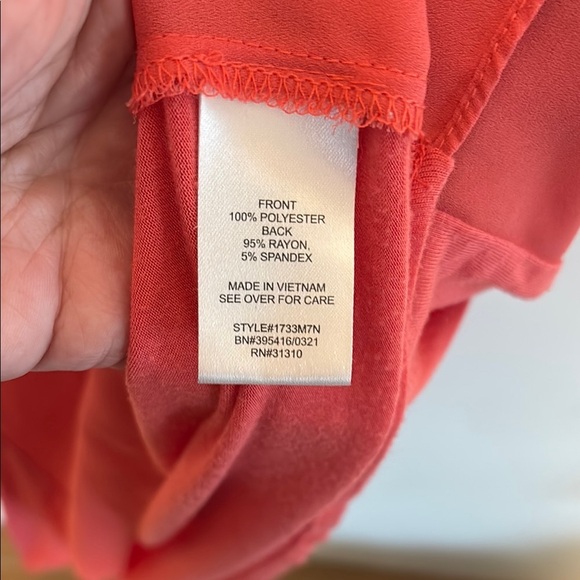 FRONT
100% POLYESTER
BACK
95% RAYON,
5% SPANDEX
MADE IN VIETNAM
SEE OVER FOR CARE
STYLE#1733M7N
BN#395416/0321
RN#31310